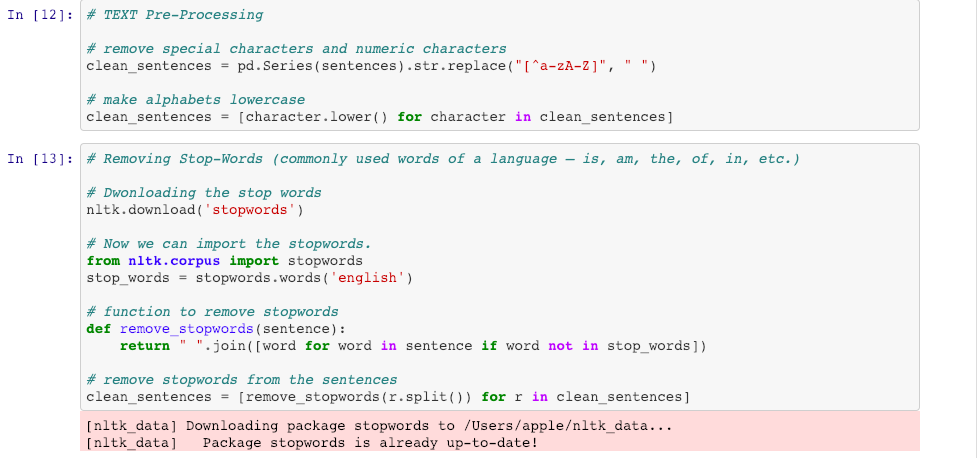 In [12]: # TEXT Pre-Processing
# remove special characters and numeric characters
clean_sentences = pd.Series(sentences).str.replace("[^a-zA-Z]", " ")
# make alphabets lowercase
clean_sentences = [character.lower() for character in clean_sentences]
In [13]: # Removing Stop-Words (commonly used words of a language – is, am, the, of, in, etc.)
# Dwonloading the stop words
nltk.download('stopwords')
# Now we can import the stopwords.
from nltk.corpus import stopwords
stop_words = stopwords.words('english')
# function to remove stopwords
def remove_stopwords(sentence):
    return " ".join([word for word in sentence if word not in stop_words])
# remove stopwords from the sentences
clean_sentences = [remove_stopwords(r.split()) for r in clean_sentences]
[nltk_data] Downloading package stopwords to /Users/apple/nltk_data...
[nltk_data]   Package stopwords is already up-to-date!